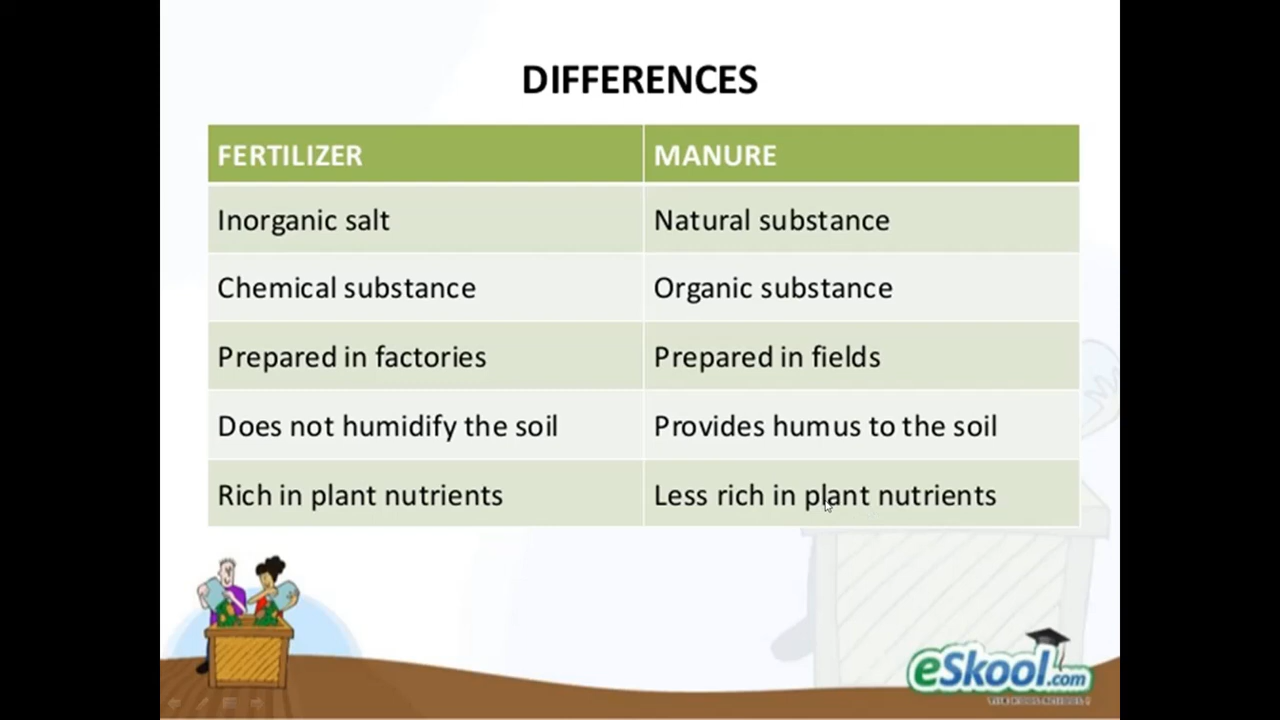 DIFFERENCES
FERTILIZER MANURE
Inorganic salt Natural substance
Chemical substance Organic substance
Prepared in factories Prepared in fields
Does not humidify the soil Provides humus to the soil
Rich in plant nutrients Less rich in plant nutrients
eSkool.com